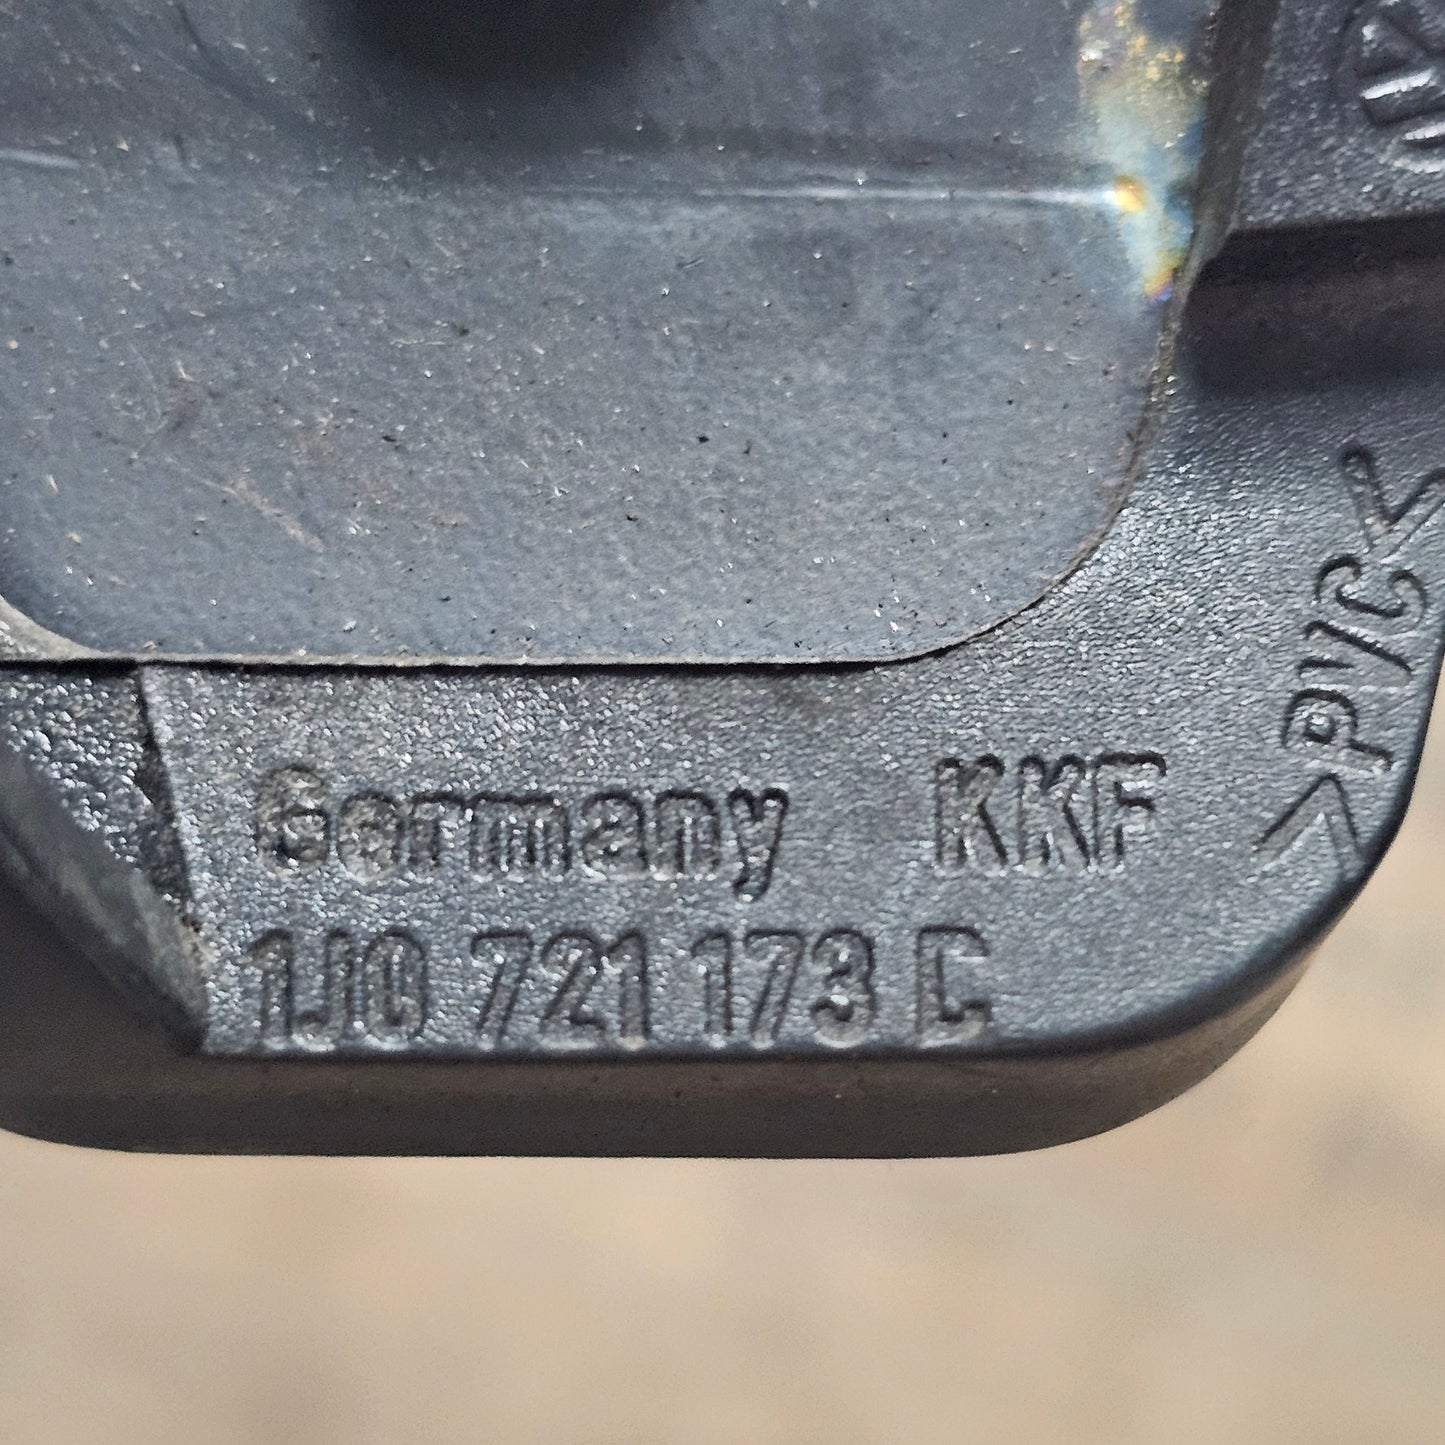 >PVC<
Germany KKF
1J0 721 173 C